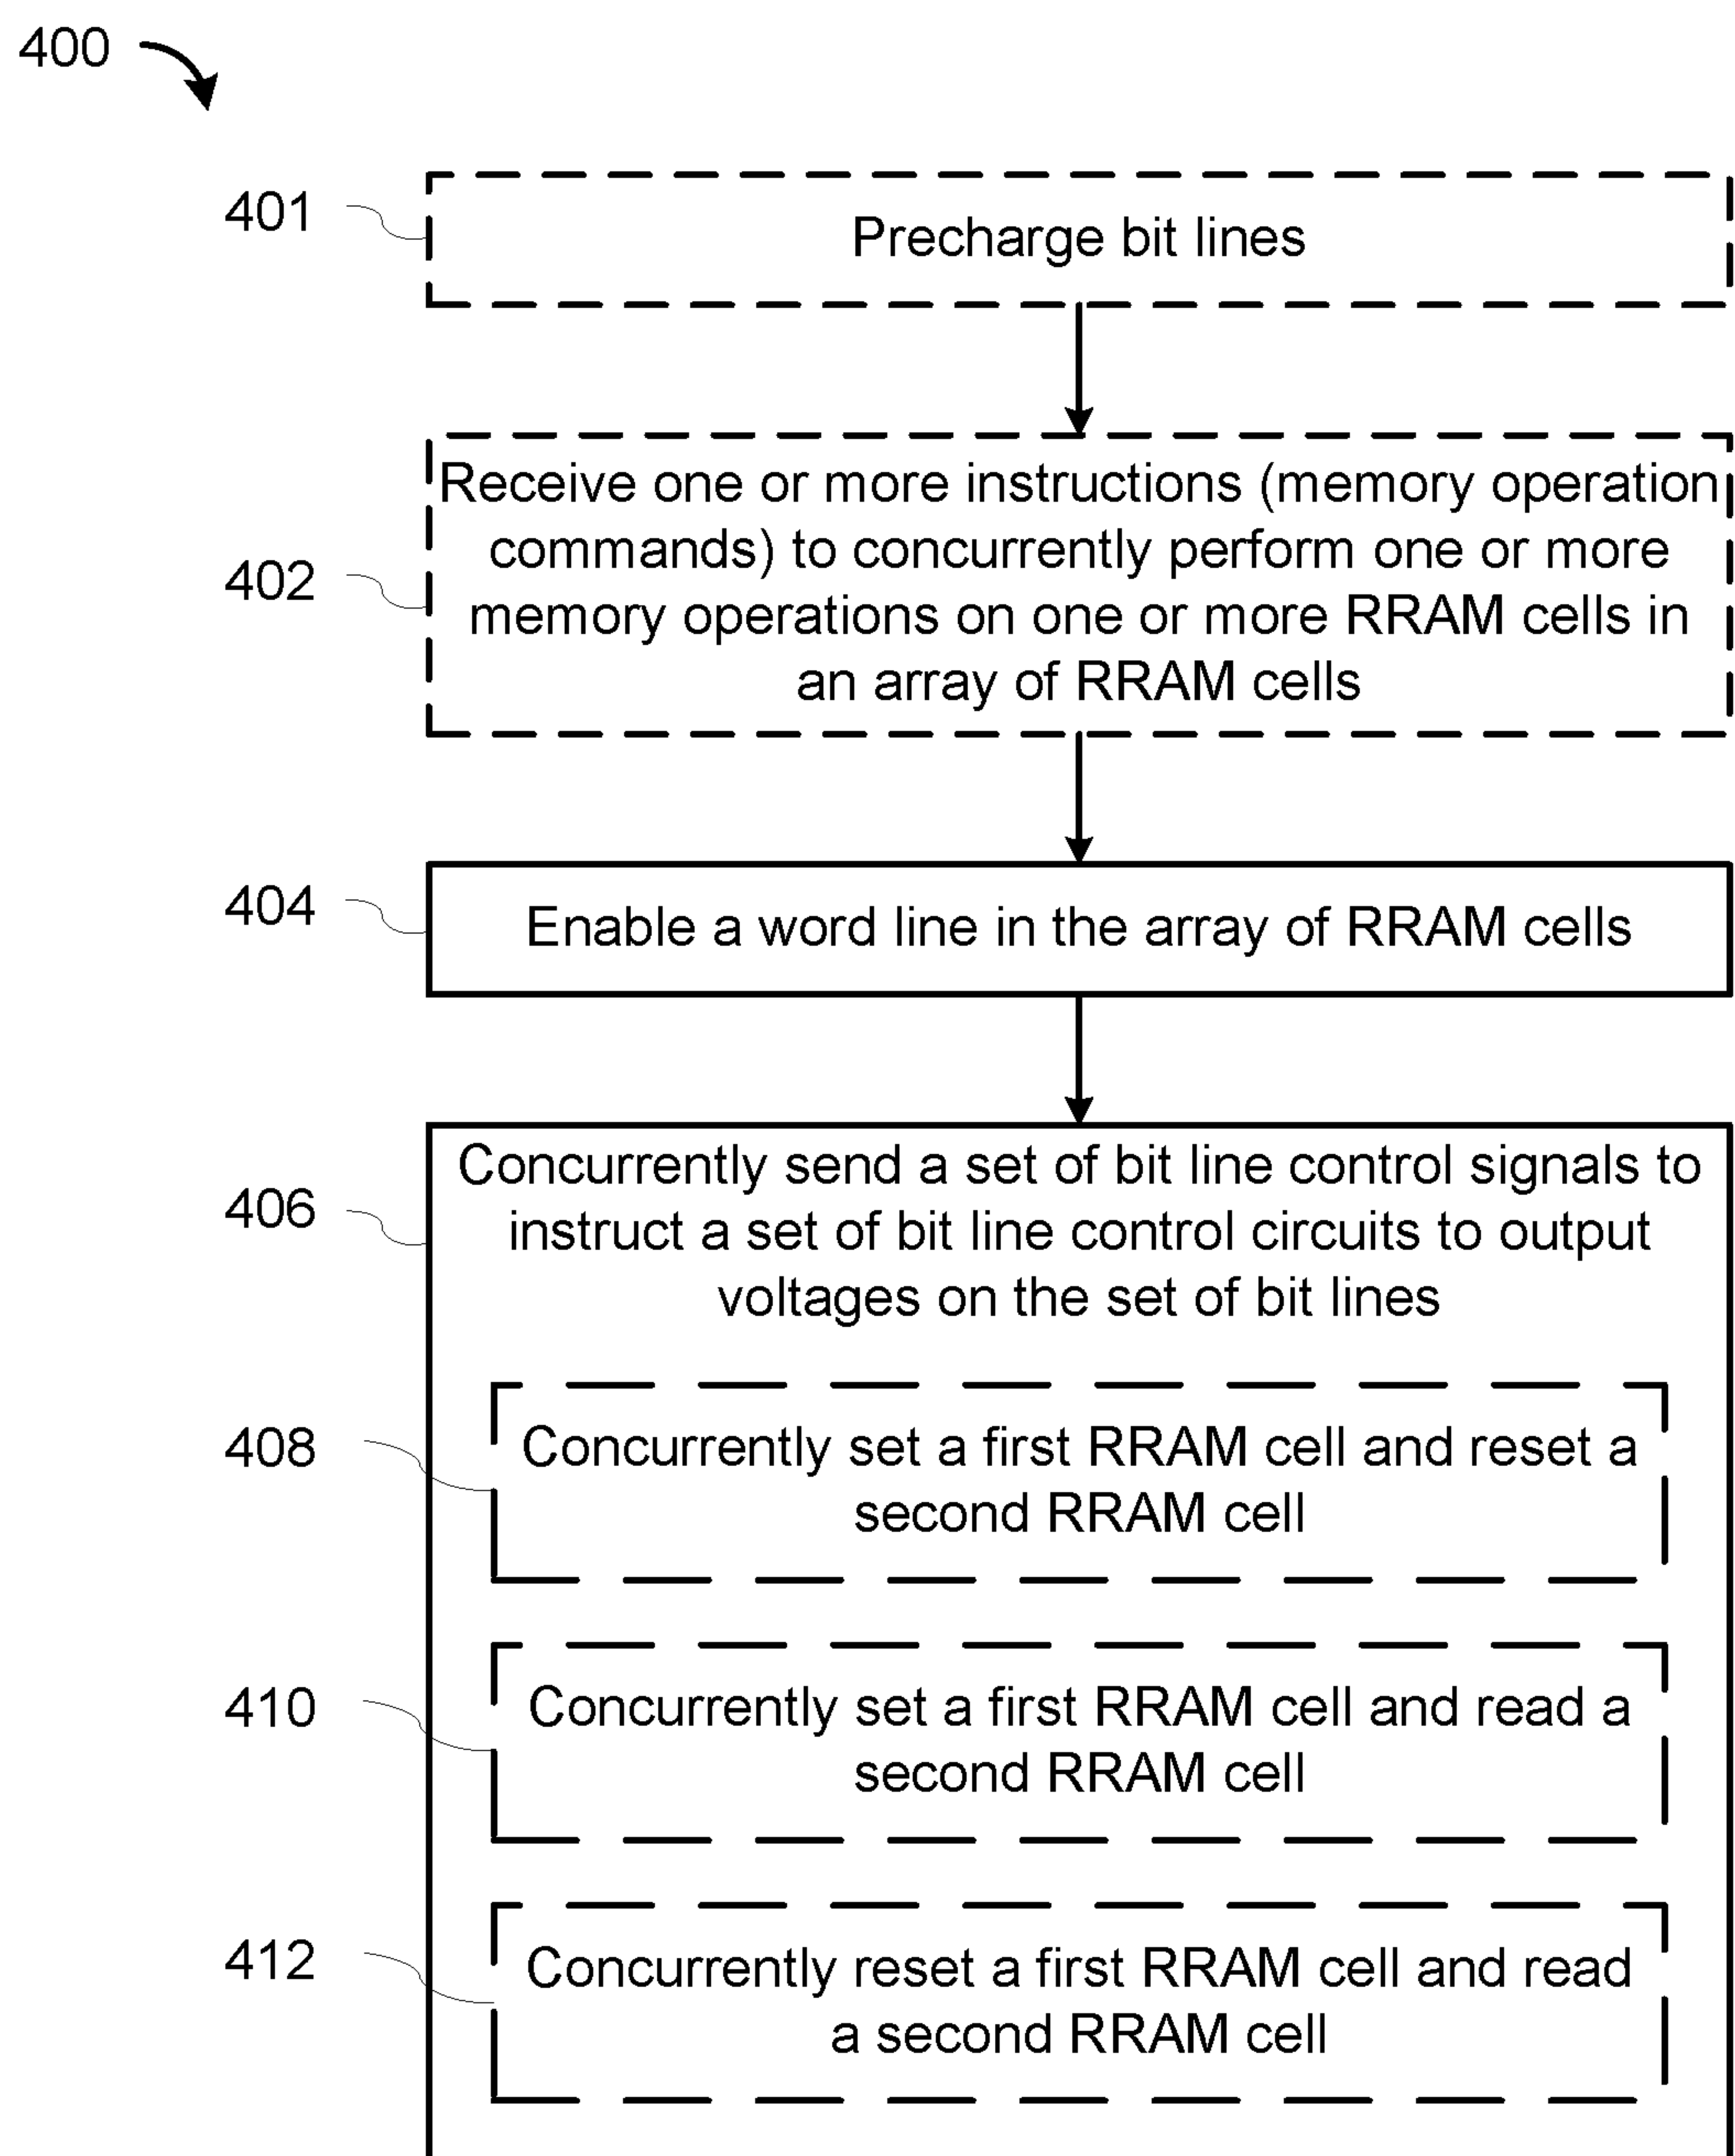 400
401
Precharge bit lines
402
Receive one or more instructions (memory operation
commands) to concurrently perform one or more
memory operations on one or more RRAM cells in
an array of RRAM cells
404
Enable a word line in the array of RRAM cells
406
Concurrently send a set of bit line control signals to
instruct a set of bit line control circuits to output
voltages on the set of bit lines
408
Concurrently set a first RRAM cell and reset a
second RRAM cell
410
Concurrently set a first RRAM cell and read a
second RRAM cell
412
Concurrently reset a first RRAM cell and read
a second RRAM cell